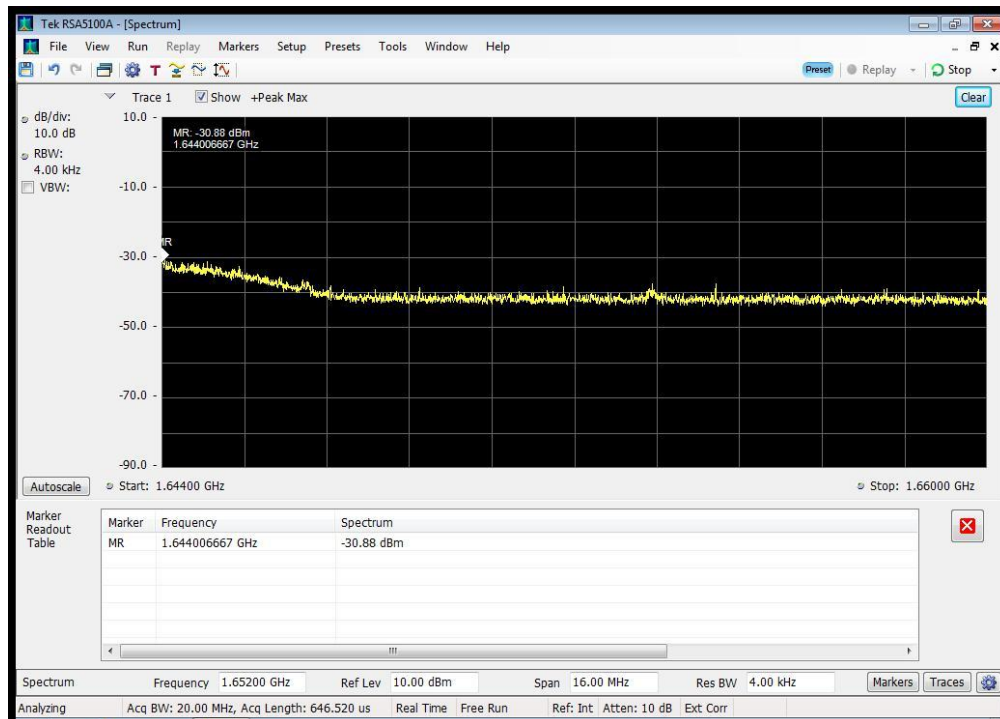 Tek RSA5100A - [Spectrum]
File View Run Replay Markers Setup Presets Tools Window Help
T Preset Replay Stop
Trace 1 Show +Peak Max Clear
dB/div:
10.0 dB
RBW:
4.00 kHz
VBW:
10.0 -
-10.0 -
-30.0 -
-50.0 -
-70.0 -
-90.0 -
MR: -30.88 dBm
1.644006667 GHz
MR
Autoscale Start: 1.64400 GHz Stop: 1.66000 GHz
Marker
Readout
Table
Marker Frequency Spectrum
MR 1.644006667 GHz -30.88 dBm
Spectrum Frequency 1.65200 GHz Ref Lev 10.00 dBm Span 16.00 MHz Res BW 4.00 kHz Markers Traces
Analyzing Acq BW: 20.00 MHz, Acq Length: 646.520 us Real Time Free Run Ref: Int Atten: 10 dB Ext Corr